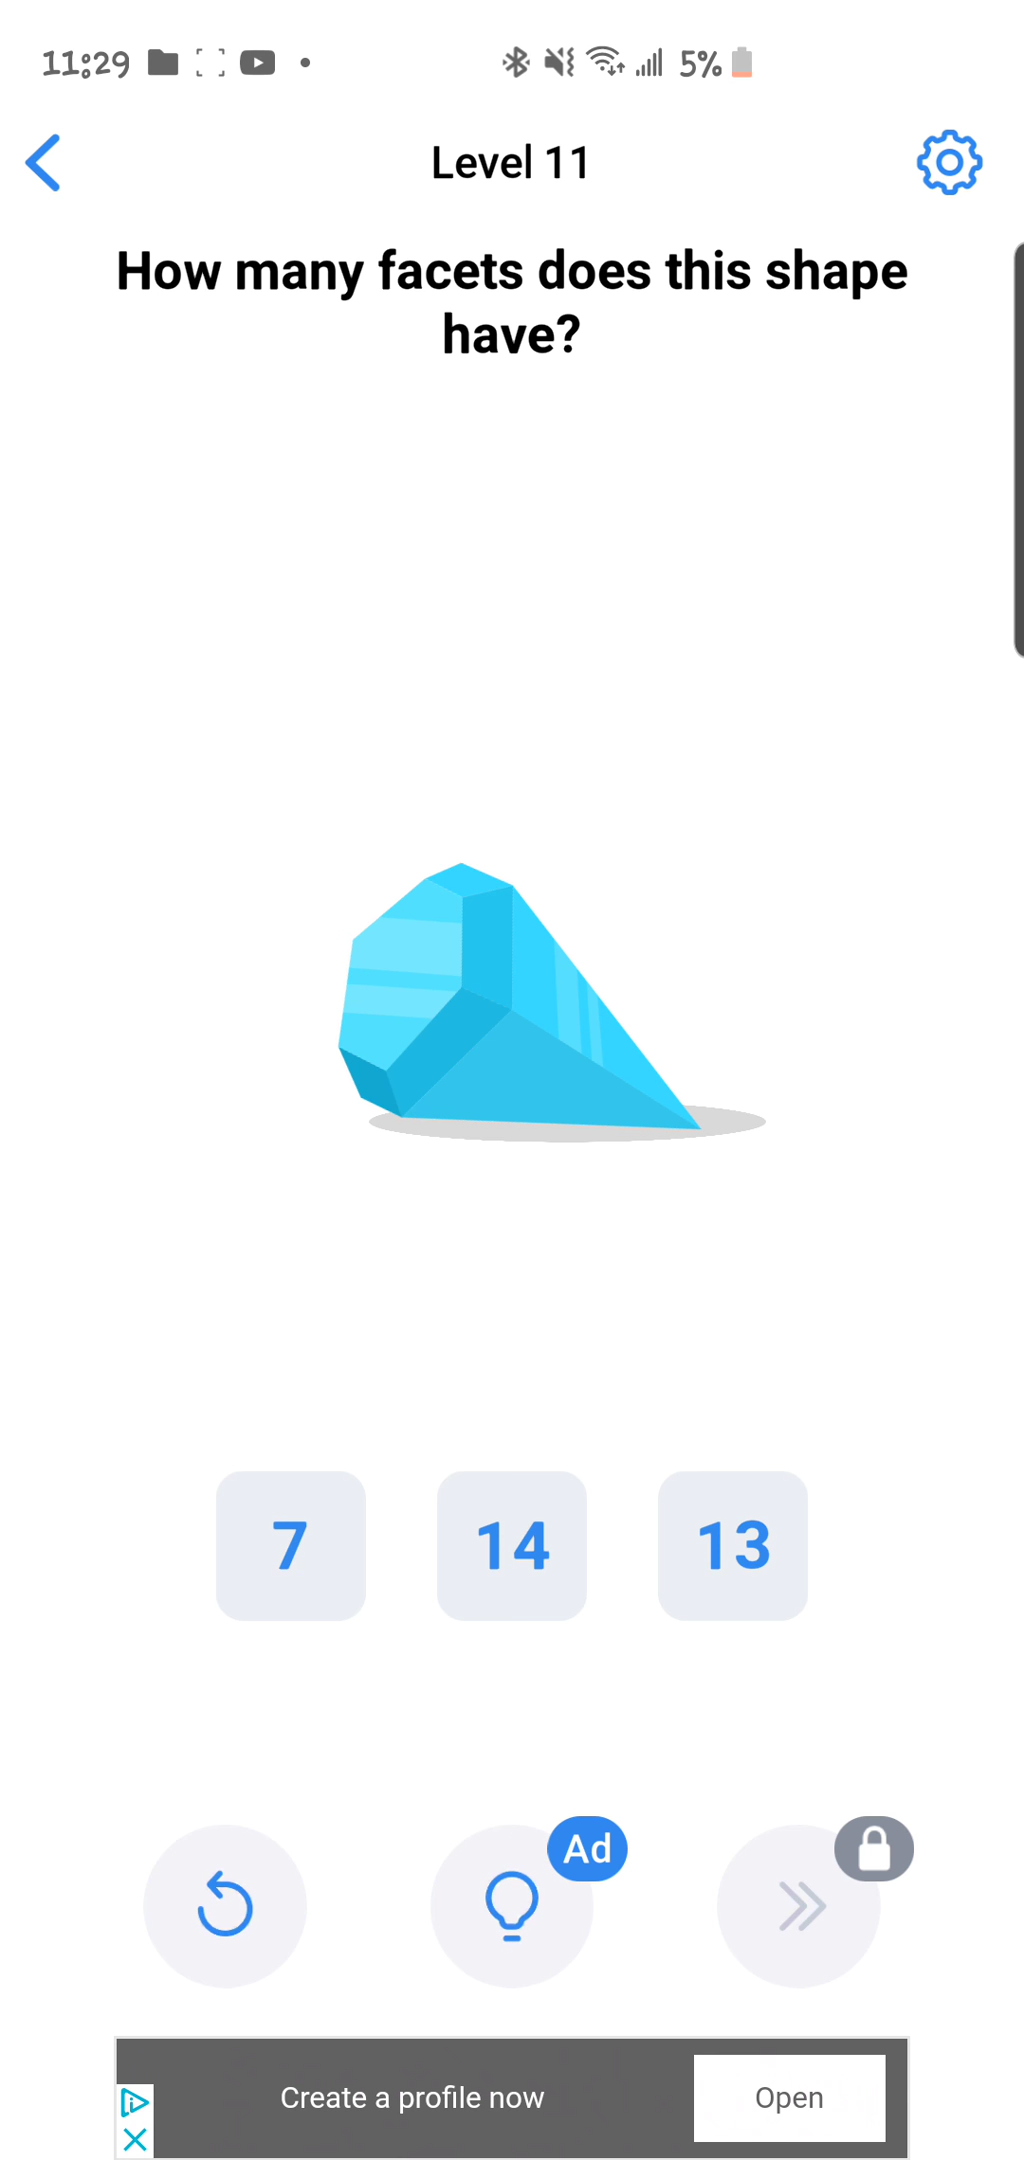 11:29 5%
Level 11
How many facets does this shape
have?
7 14 13
Ad
Create a profile now Open